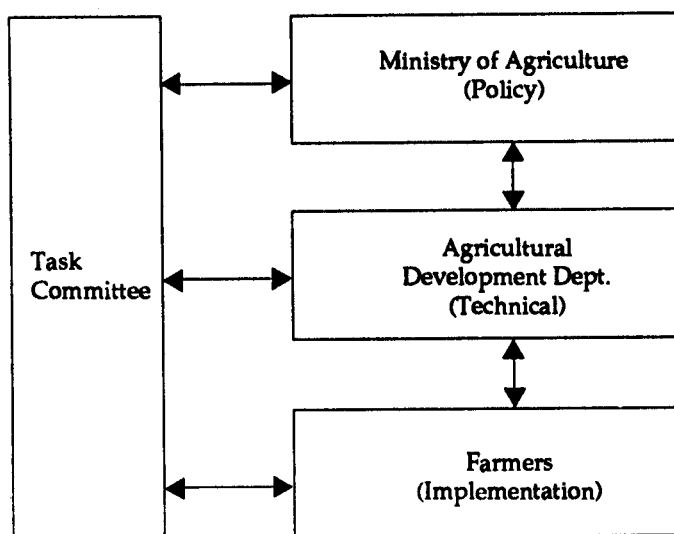 Ministry of Agriculture
(Policy)
Task
Committee
Agricultural
Development Dept.
(Technical)
Farmers
(Implementation)